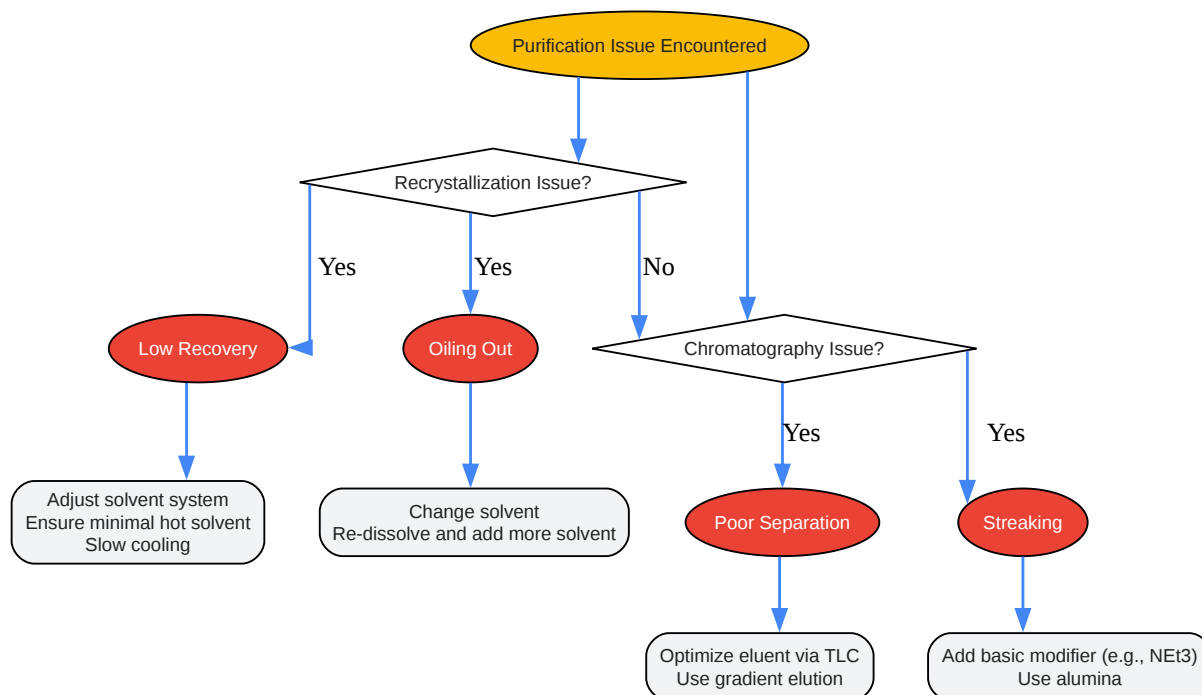 Purification Issue Encountered
Recrystallization Issue?
Yes
Yes
No
Low Recovery
Oiling Out
Chromatography Issue?
Yes
Yes
Adjust solvent system
Ensure minimal hot solvent
Slow cooling
Change solvent
Re-dissolve and add more solvent
Poor Separation
Streaking
Optimize eluent via TLC
Use gradient elution
Add basic modifier (e.g., NEt3)
Use alumina